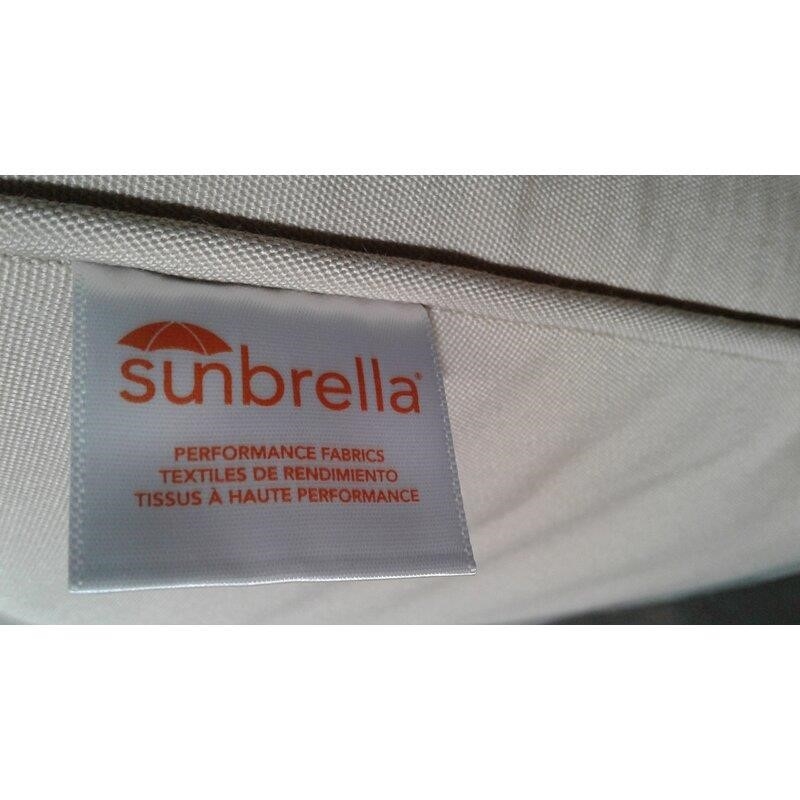 sunbrella®
PERFORMANCE FABRICS
TEXTILES DE RENDIMIENTO
TISSUS À HAUTE PERFORMANCE